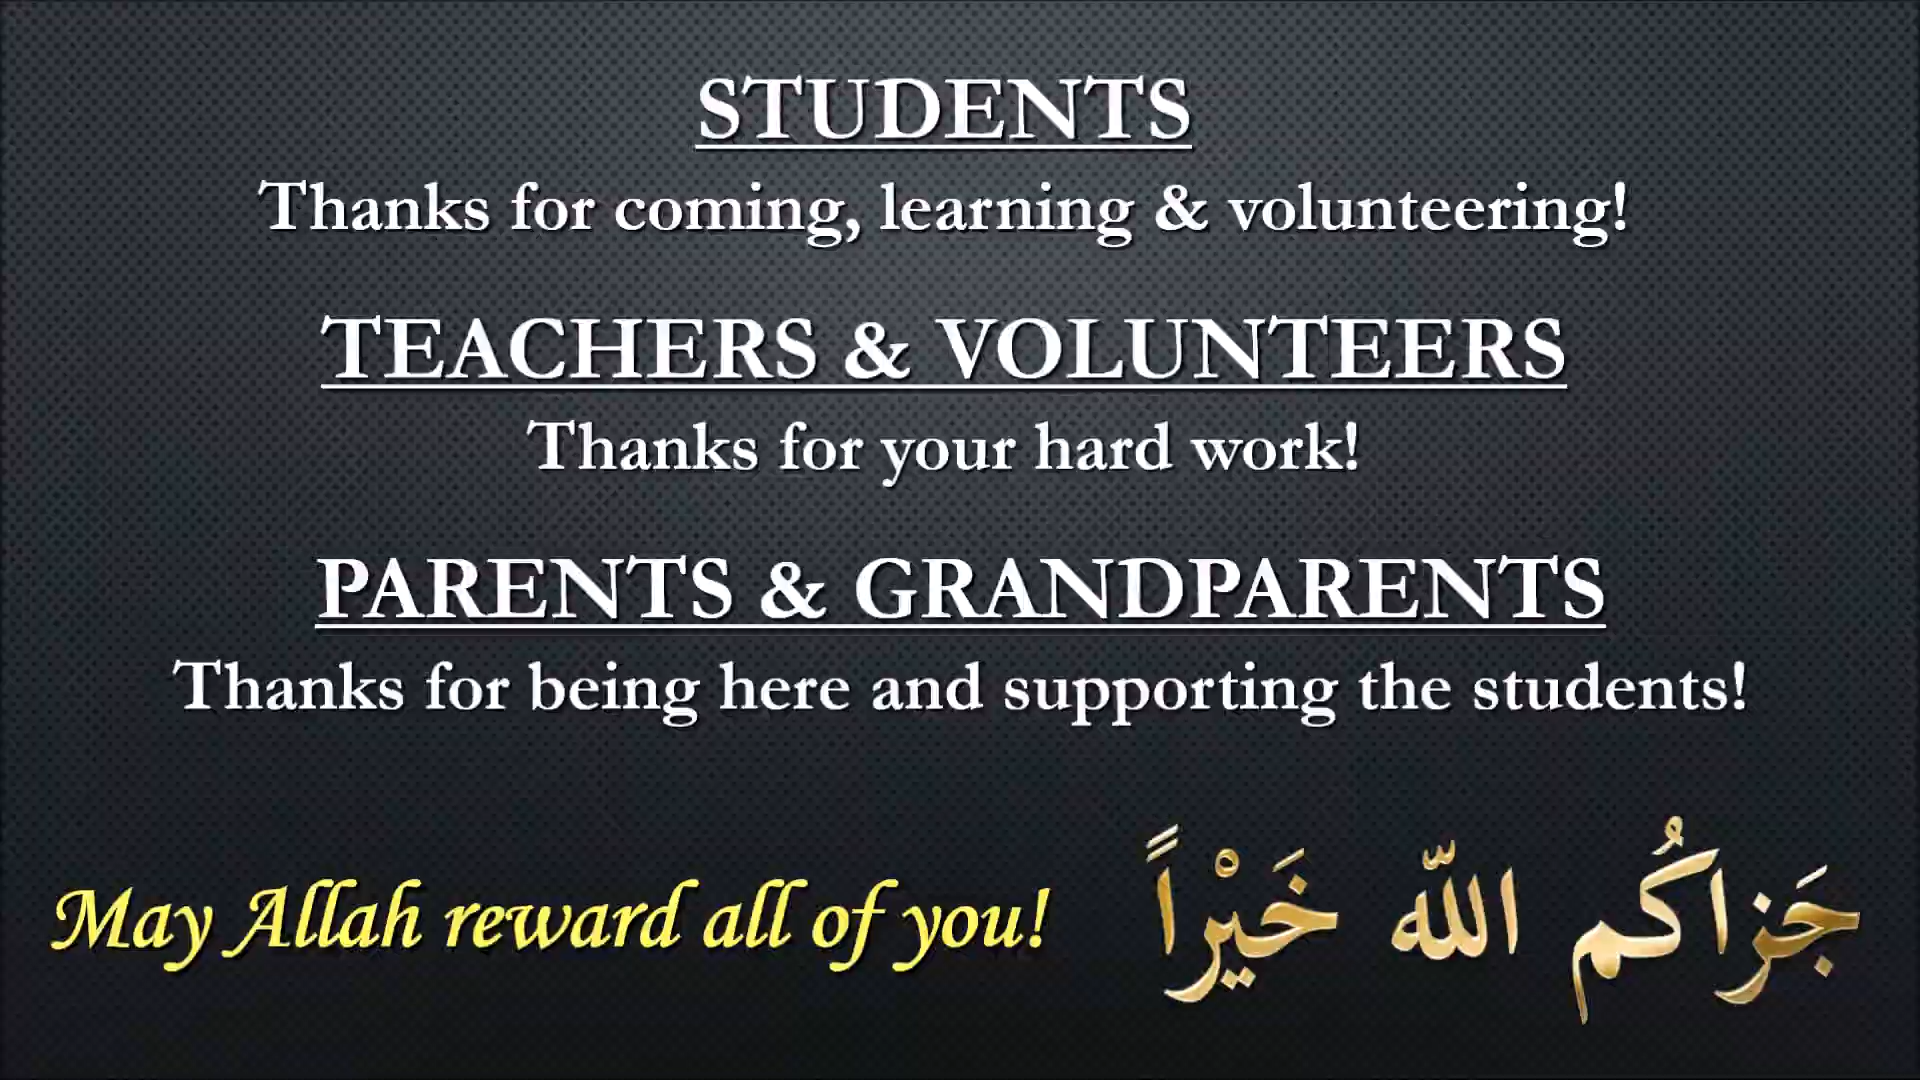 STUDENTS
Thanks for coming, learning & volunteering!
TEACHERS & VOLUNTEERS
Thanks for your hard work!
PARENTS & GRANDPARENTS
Thanks for being here and supporting the students!
May Allah reward all of you!
جَزاكُم اللّٰه خَيْراً